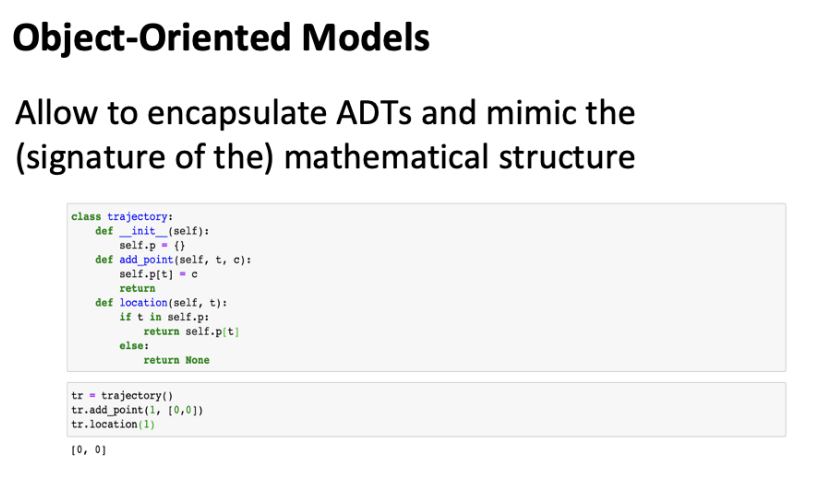 Object-Oriented Models
Allow to encapsulate ADTs and mimic the
(signature of the) mathematical structure
class trajectory:
    def __init__(self):
        self.p = {}
    def add_point(self, t, c):
        self.p[t] = c
        return
    def location(self, t):
        if t in self.p:
            return self.p[t]
        else:
            return None
tr = trajectory()
tr.add_point(1, [0,0])
tr.location(1)
[0, 0]